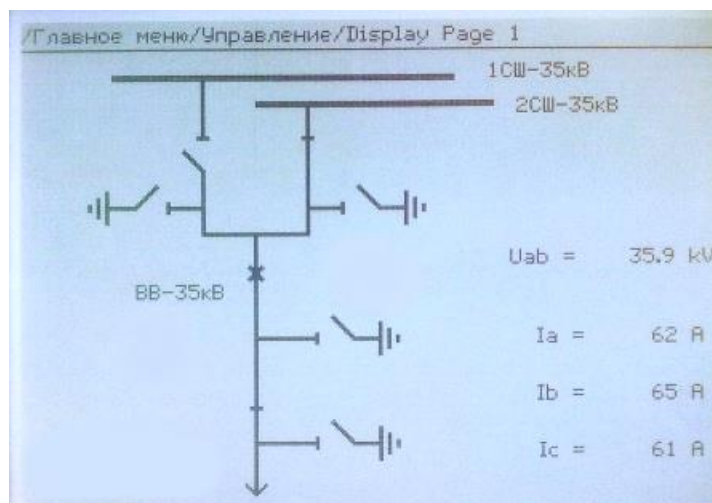 /Главное меню/Управление/Display Page 1
1СШ-35кВ
2СШ-35кВ
Uab = 35.9 kV
ВВ-35кВ
Ia = 62 A
Ib = 65 A
Ic = 61 A